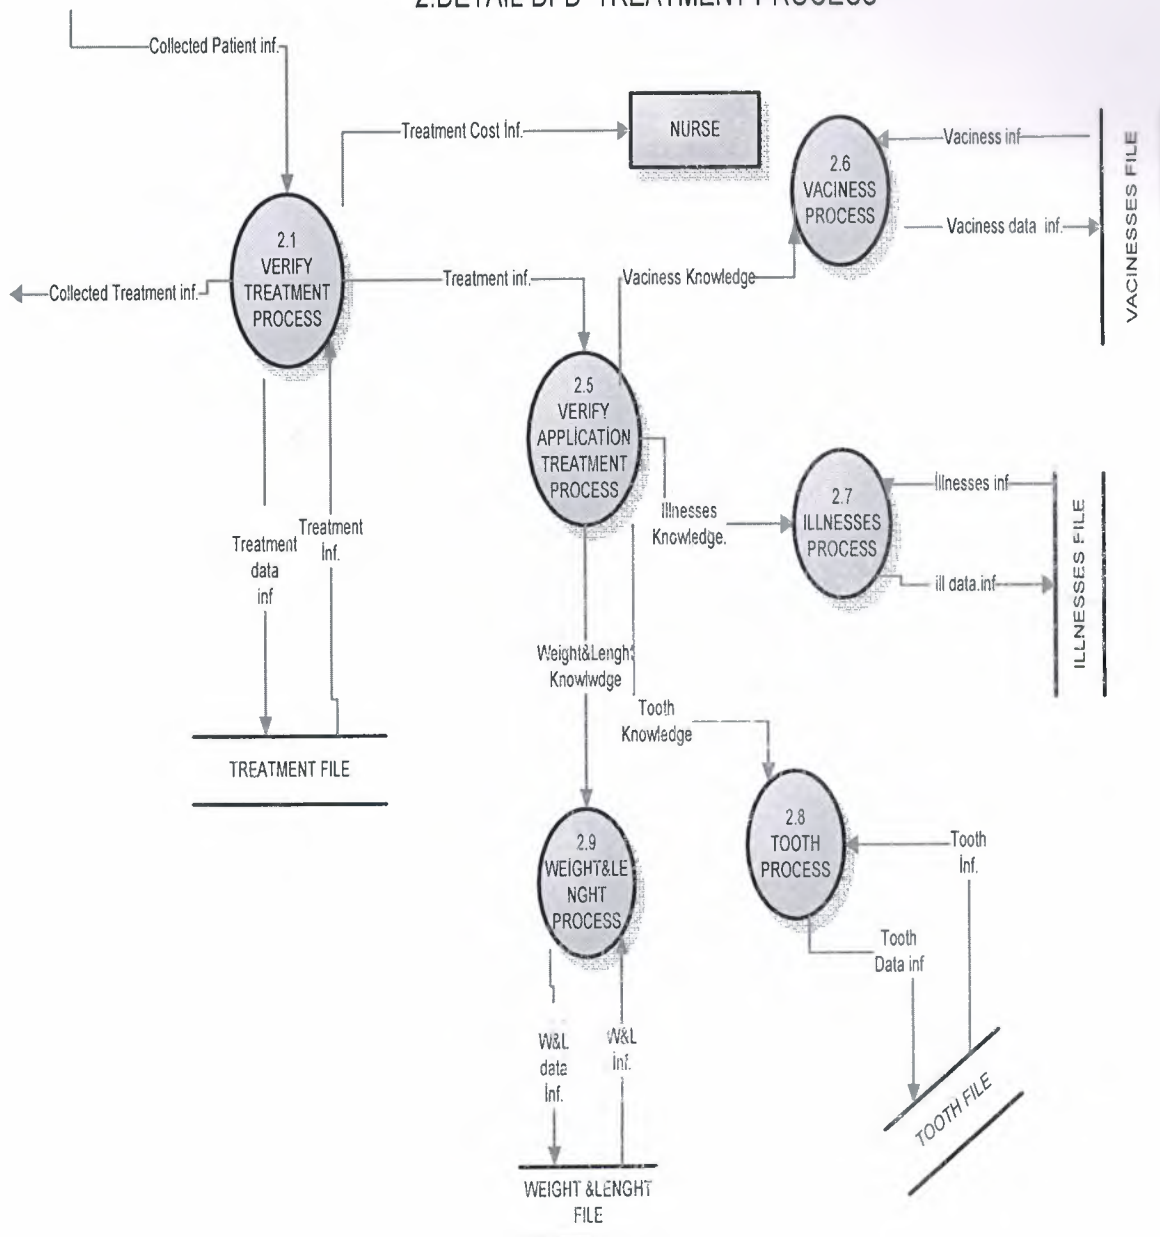 2.DETAIL DFD TREATMENT PROCESS
Collected Patient inf.
Treatment Cost İnf.
NURSE
2.6
VACINESS
PROCESS
Vaciness inf
Vaciness data inf.
VACINESSES FILE
2.1
VERIFY
TREATMENT
PROCESS
Collected Treatment inf.
Treatment inf.
Vaciness Knowledge
2.5
VERIFY
APPLİCATION
TREATMENT
PROCESS
Illnesses
Knowledge.
2.7
ILLNESSES
PROCESS
illnesses inf
ill data.inf
ILLNESSES FILE
Treatment
data
inf
Treatment
İnf.
TREATMENT FILE
Weight&Lenght
Knowlwdge
Tooth
Knowledge
2.8
TOOTH
PROCESS
Tooth
İnf.
Tooth
Data inf
TOOTH FILE
2.9
WEİGHT&LE
NGHT
PROCESS
W&L
data
İnf.
W&L
İnf.
WEIGHT &LENGHT
FILE